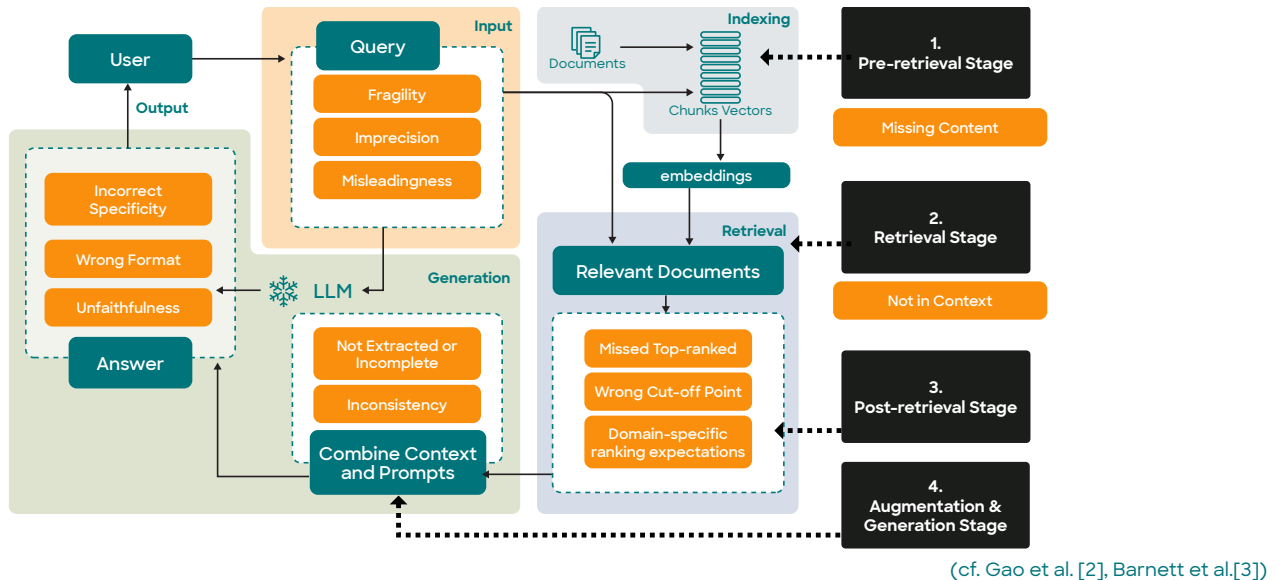 Input
Indexing
User
Query
Output
Fragility
Imprecision
Misleadingness
Documents
Chunks Vectors
embeddings
1.
Pre-retrieval Stage
Missing Content
2.
Retrieval Stage
Not in Context
Retrieval
Relevant Documents
Missed Top-ranked
Wrong Cut-off Point
Domain-specific
ranking expectations
3.
Post-retrieval Stage
4.
Augmentation &
Generation Stage
Generation
LLM
Incorrect
Specificity
Wrong Format
Unfaithfulness
Answer
Not Extracted or
Incomplete
Inconsistency
Combine Context
and Prompts
(cf. Gao et al. [2], Barnett et al.[3])